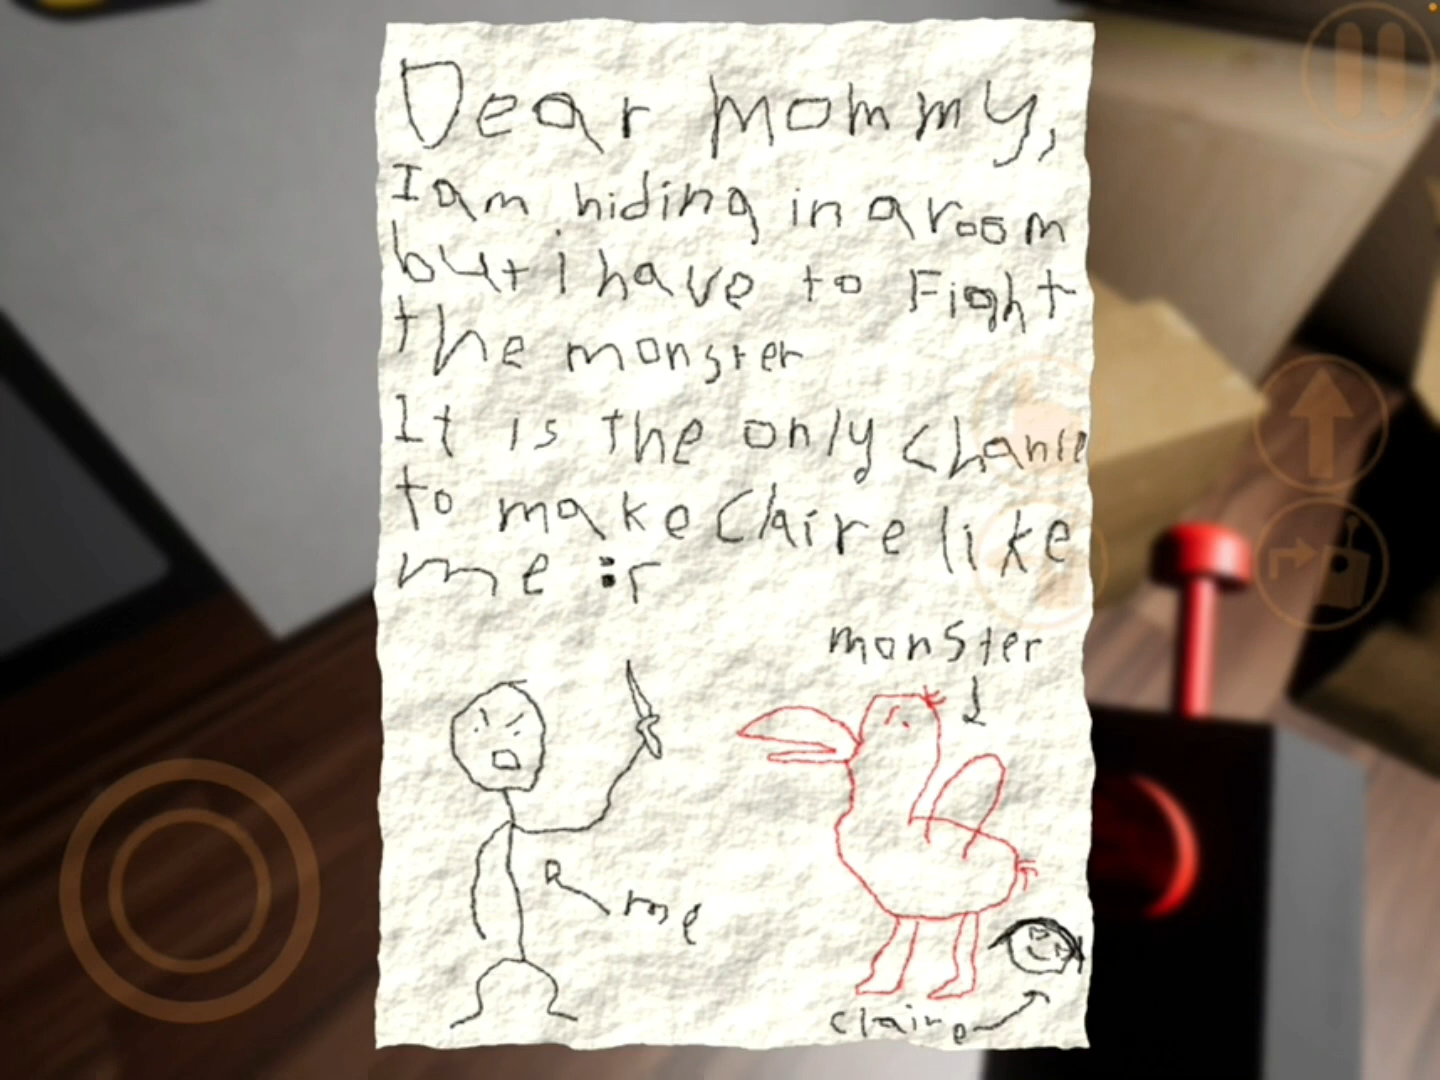 Dear Mommy,
I am hiding in a room
but i have to Fight
the monster
It is the only chance
to make Claire like
me :r
monster
me
Claire